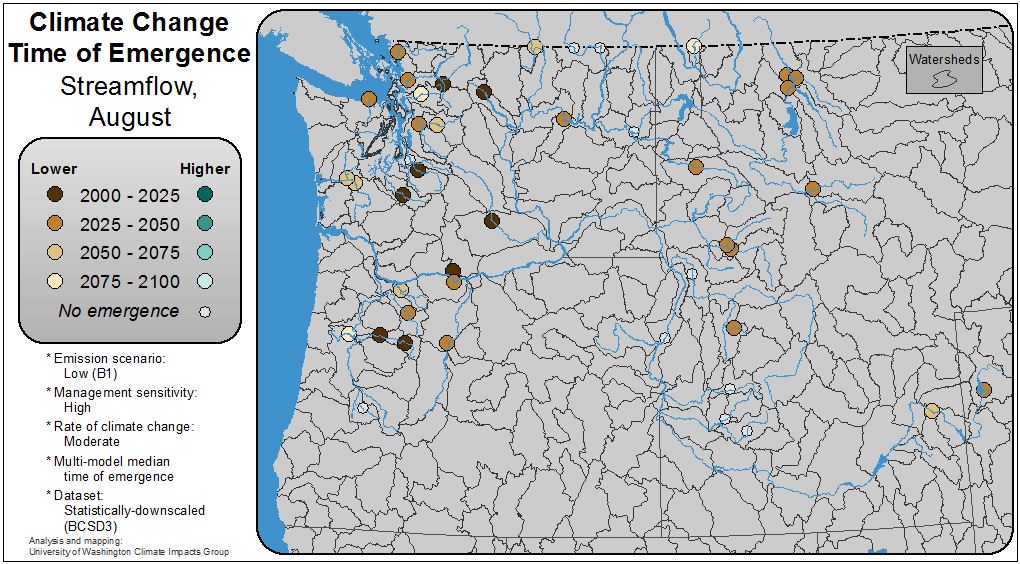 Climate Change
Time of Emergence
Streamflow,
August
Lower Higher
2000 - 2025
2025 - 2050
2050 - 2075
2075 - 2100
No emergence
* Emission scenario:
Low (B1)
* Management sensitivity:
High
* Rate of climate change:
Moderate
* Multi-model median
time of emergence
* Dataset:
Statistically-downscaled
(BCSD3)
Analysis and mapping:
University of Washington Climate Impacts Group
Watersheds